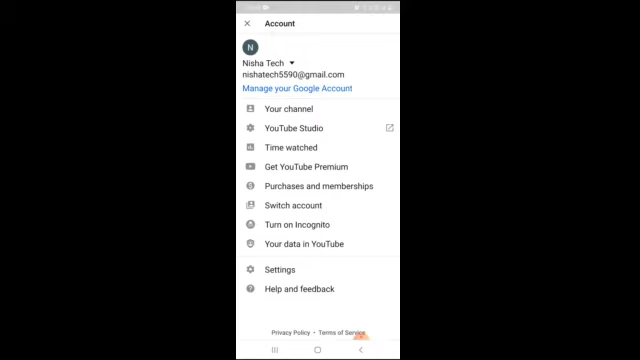 Account
N
Nisha Tech
nishatech5590@gmail.com
Manage your Google Account
Your channel
YouTube Studio
Time watched
Get YouTube Premium
Purchases and memberships
Switch account
Turn on Incognito
Your data in YouTube
Settings
Help and feedback
Privacy Policy • Terms of Service